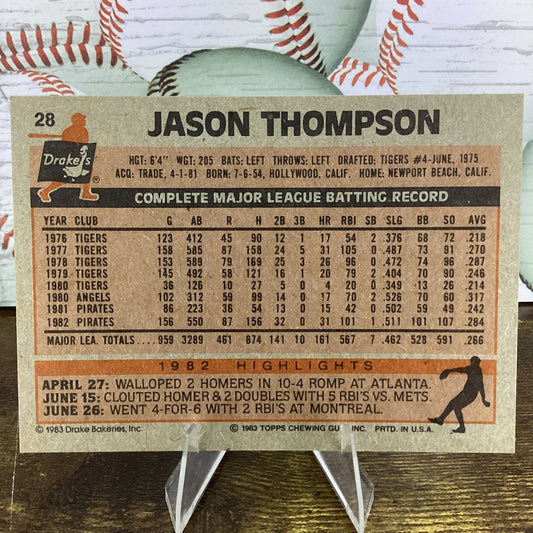 28
JASON THOMPSON
Drake's
HGT: 6'4" WGT: 205 BATS: LEFT THROWS: LEFT DRAFTED: TIGERS #4-JUNE, 1975
ACQ: TRADE, 4-1-81 BORN: 7-6-54, HOLLYWOOD, CALIF. HOME: NEWPORT BEACH, CALIF.
COMPLETE MAJOR LEAGUE BATTING RECORD
YEAR CLUB G AB R H 2B 3B HR RBI SB SLG BB SO AVG
1976 TIGERS 123 412 45 90 12 1 17 54 2 .376 68 72 .218
1977 TIGERS 158 585 87 158 24 5 31 105 0 .487 73 91 .270
1978 TIGERS 153 589 79 169 25 3 26 96 0 .472 74 96 .287
1979 TIGERS 145 492 58 121 16 1 20 79 2 .404 70 90 .246
1980 TIGERS 36 126 10 27 5 0 4 20 0 .349 13 26 .214
1980 ANGELS 102 312 59 99 14 0 17 70 2 .526 70 60 .317
1981 PIRATES 86 223 36 54 13 0 15 42 0 .502 59 49 .242
1982 PIRATES 156 550 87 156 32 0 31 101 1 .511 101 107 .284
MAJOR LEA. TOTALS 959 3289 461 874 141 10 161 567 7 .462 528 591 .266
1982 HIGHLIGHTS
APRIL 27: WALLOPED 2 HOMERS IN 10-4 ROMP AT ATLANTA.
JUNE 15: CLOUTED HOMER & 2 DOUBLES WITH 5 RBI'S VS. METS.
JUNE 26: WENT 4-FOR-6 WITH 2 RBI'S AT MONTREAL.
© 1983 Drake Bakeries, Inc. © 1983 TOPPS CHEWING GUM, INC. PRTD. IN U.S.A.